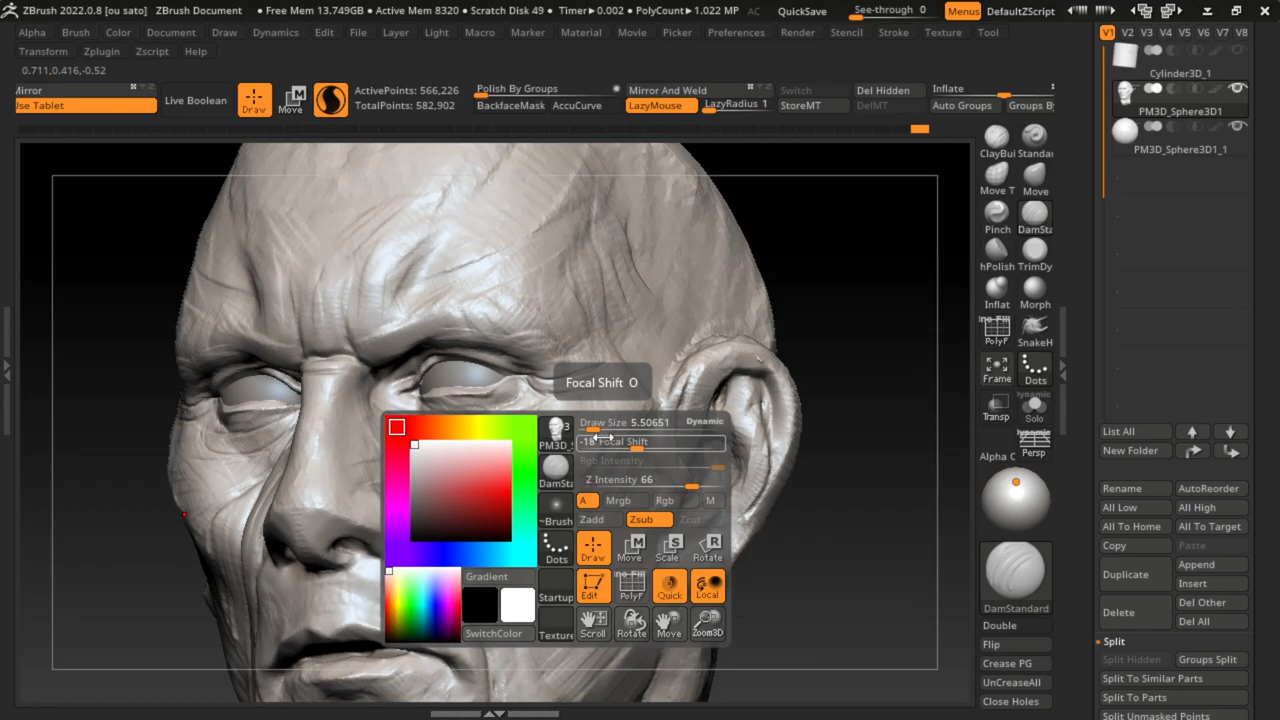 ZBrush 2022.0.8 [ou sato]   ZBrush Document   ● Free Mem 13.749GB ● Active Mem 8320 ● Scratch Disk 49 ● Timer▶0.002 ● PolyCount▶1.022 MP   AC   QuickSave   See-through 0   Menus   DefaultZScript
Alpha Brush Color Document Draw Dynamics Edit File Layer Light Macro Marker Material Movie Picker Preferences Render Stencil Stroke Texture Tool
Transform Zplugin Zscript Help
0.711,0.416,-0.52
Mirror
Use Tablet
Live Boolean
Draw
Move
ActivePoints: 566,226
TotalPoints: 582,902
Polish By Groups
BackfaceMask AccuCurve
Mirror And Weld
LazyMouse LazyRadius 1
Switch
StoreMT
Del Hidden
DelMT
Inflate
Auto Groups Groups By
V1 V2 V3 V4 V5 V6 V7 V8
Cylinder3D_1
PM3D_Sphere3D1
PM3D_Sphere3D1_1
ClayBui Standa
Move T Move
Pinch DamSta
hPolish TrimDy
Inflat Morph
PolyF SnakeH
Frame Dots
Transp
Dynamic
Solo
Persp
Alpha O
DamStandard
Double
Flip
Crease PG
UnCreaseAll
Close Holes
Focal Shift O
PM3D_S
3
DamSta
~Brush
Dots
Startup
Texture
Draw Size 5.50651 Dynamic
-18 Focal Shift
Rgb Intensity
Z Intensity 66
A Mrgb Rgb M
Zadd Zsub Zcut
Draw Move Scale Rotate
Edit PolyF Quick Local
Scroll Rotate Move Zoom3D
Gradient
SwitchColor
List All
New Folder
Rename AutoReorder
All Low All High
All To Home All To Target
Copy Paste
Duplicate Append
Insert
Delete Del Other
Del All
Split
Split Hidden Groups Split
Split To Similar Parts
Split To Parts
Split Unmasked Points